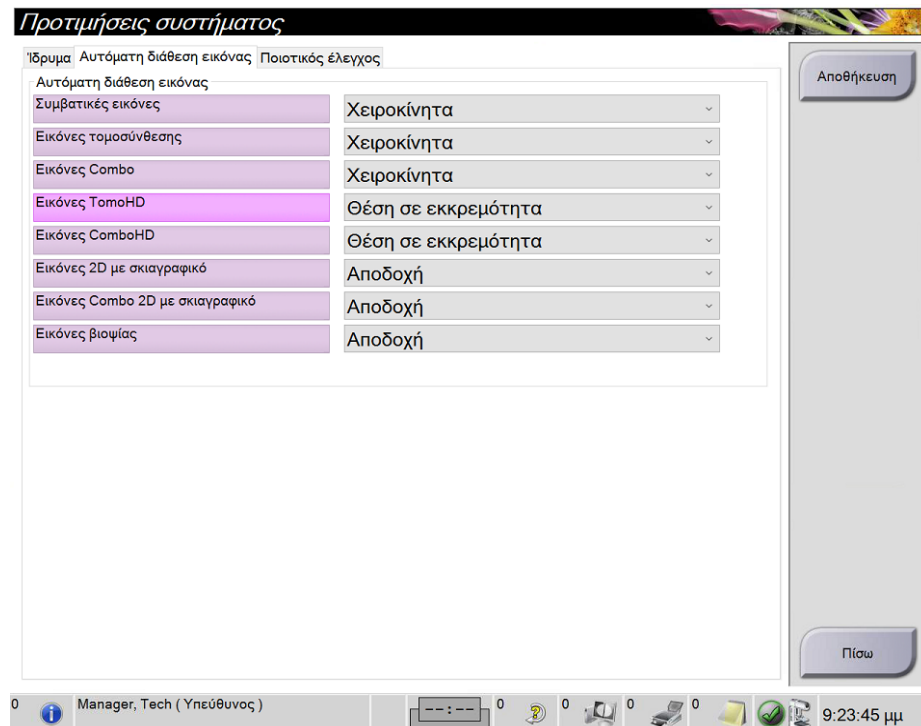 Προτιμήσεις συστήματος
Ίδρυμα Αυτόματη διάθεση εικόνας Ποιοτικός έλεγχος
Αποθήκευση
Αυτόματη διάθεση εικόνας
Συμβατικές εικόνες Χειροκίνητα
Εικόνες τομοσύνθεσης Χειροκίνητα
Εικόνες Combo Χειροκίνητα
Εικόνες TomoHD Θέση σε εκκρεμότητα
Εικόνες ComboHD Θέση σε εκκρεμότητα
Εικόνες 2D με σκιαγραφικό Αποδοχή
Εικόνες Combo 2D με σκιαγραφικό Αποδοχή
Εικόνες βιοψίας Αποδοχή
Πίσω
0 Manager, Tech ( Υπεύθυνος ) --:-- 0 0 0 0 9:23:45 μμ